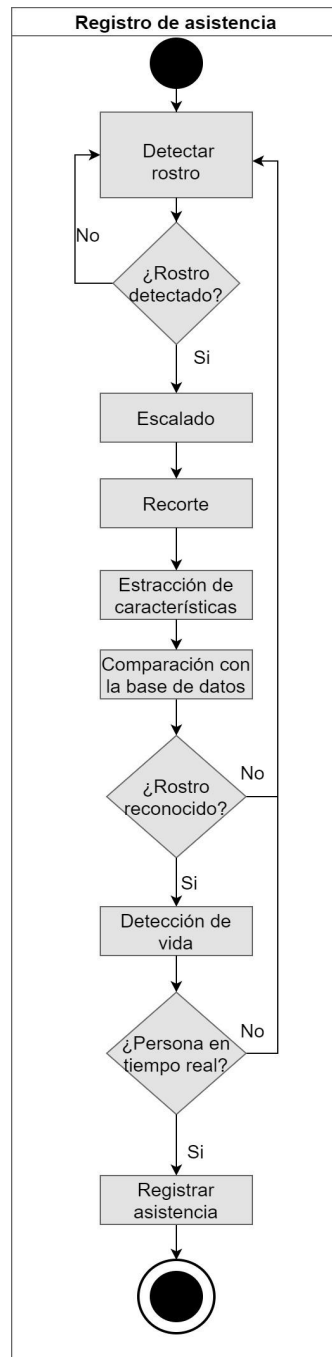 Registro de asistencia
Detectar
rostro
No
¿Rostro
detectado?
Si
Escalado
Recorte
Estracción de
características
Comparación con
la base de datos
¿Rostro
reconocido?
No
Si
Detección de
vida
¿Persona en
tiempo real?
No
Si
Registrar
asistencia